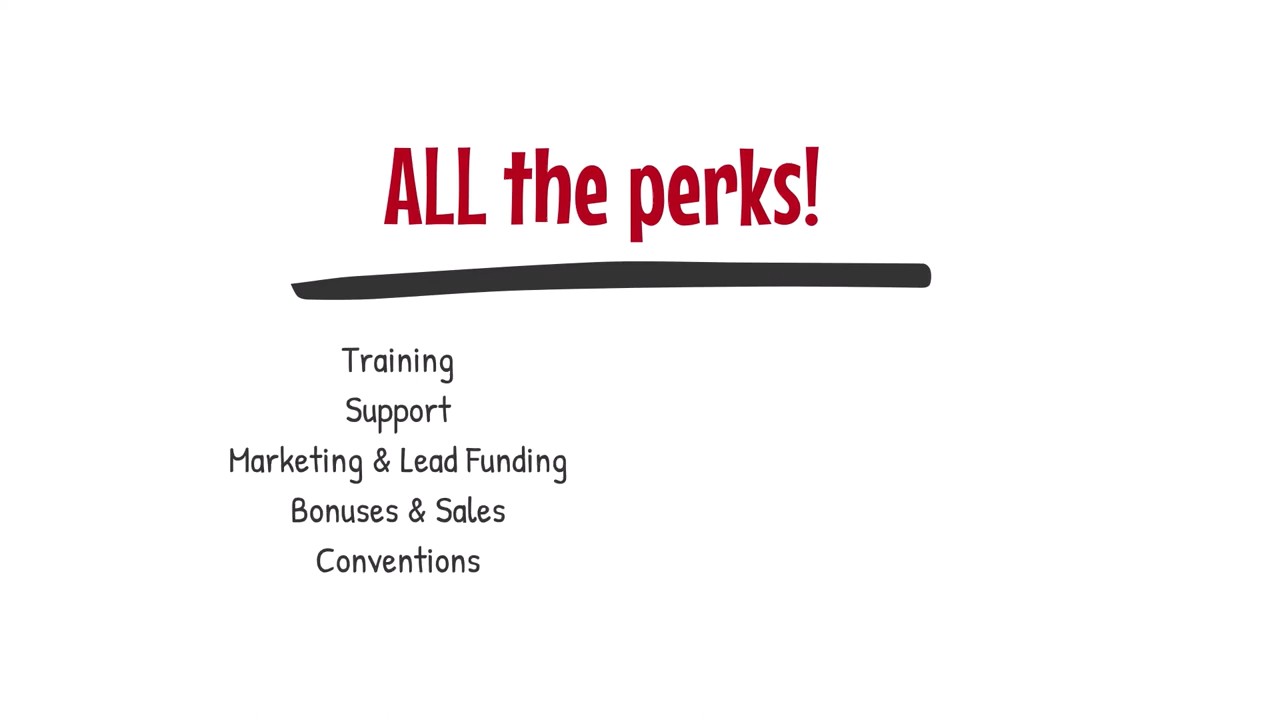 ALL the perks!
Training
Support
Marketing & Lead Funding
Bonuses & Sales
Conventions